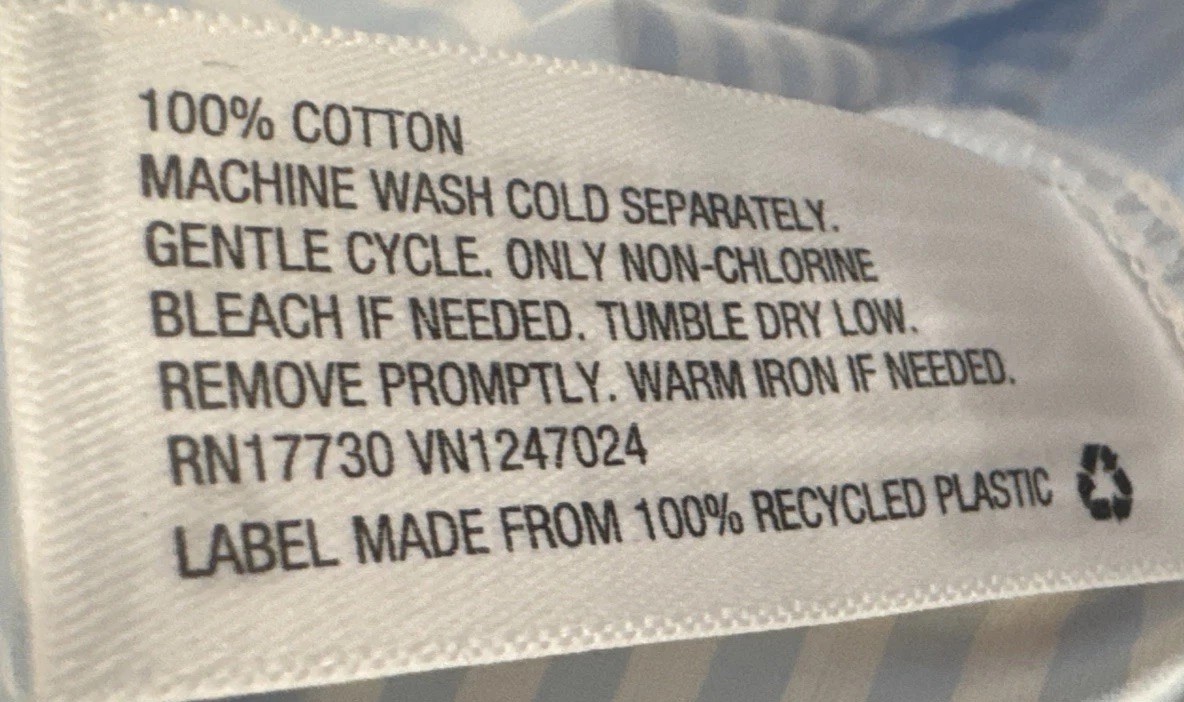 100% COTTON
MACHINE WASH COLD SEPARATELY.
GENTLE CYCLE. ONLY NON-CHLORINE
BLEACH IF NEEDED. TUMBLE DRY LOW.
REMOVE PROMPTLY. WARM IRON IF NEEDED.
RN17730 VN1247024
LABEL MADE FROM 100% RECYCLED PLASTIC